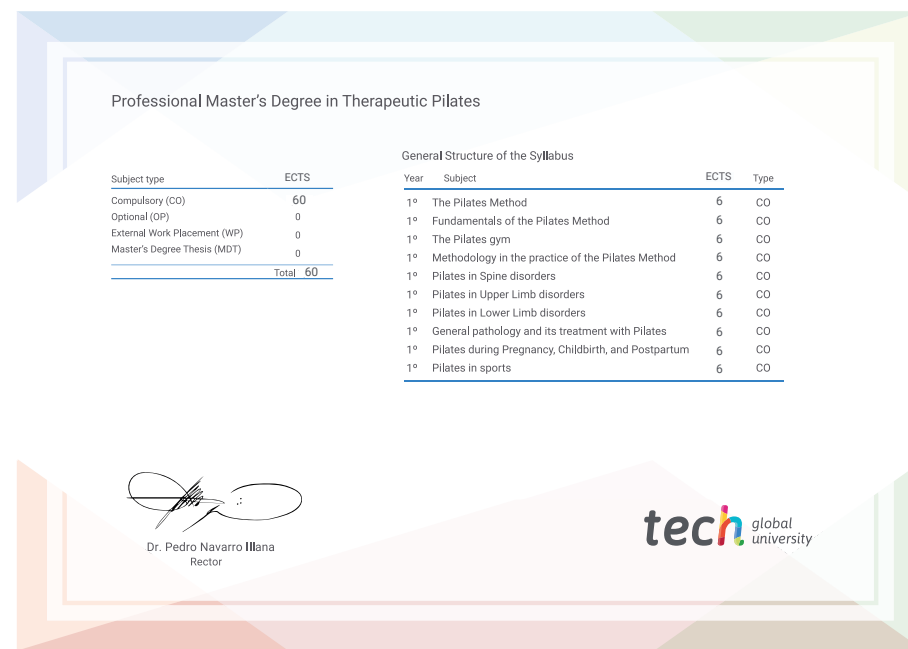 Professional Master's Degree in Therapeutic Pilates
Subject type ECTS
Compulsory (CO) 60
Optional (OP) 0
External Work Placement (WP) 0
Master's Degree Thesis (MDT) 0
Total 60
General Structure of the Syllabus
Year Subject ECTS Type
1º The Pilates Method 6 CO
1º Fundamentals of the Pilates Method 6 CO
1º The Pilates gym 6 CO
1º Methodology in the practice of the Pilates Method 6 CO
1º Pilates in Spine disorders 6 CO
1º Pilates in Upper Limb disorders 6 CO
1º Pilates in Lower Limb disorders 6 CO
1º General pathology and its treatment with Pilates 6 CO
1º Pilates during Pregnancy, Childbirth, and Postpartum 6 CO
1º Pilates in sports 6 CO
Dr. Pedro Navarro Illana
Rector
tech global
university